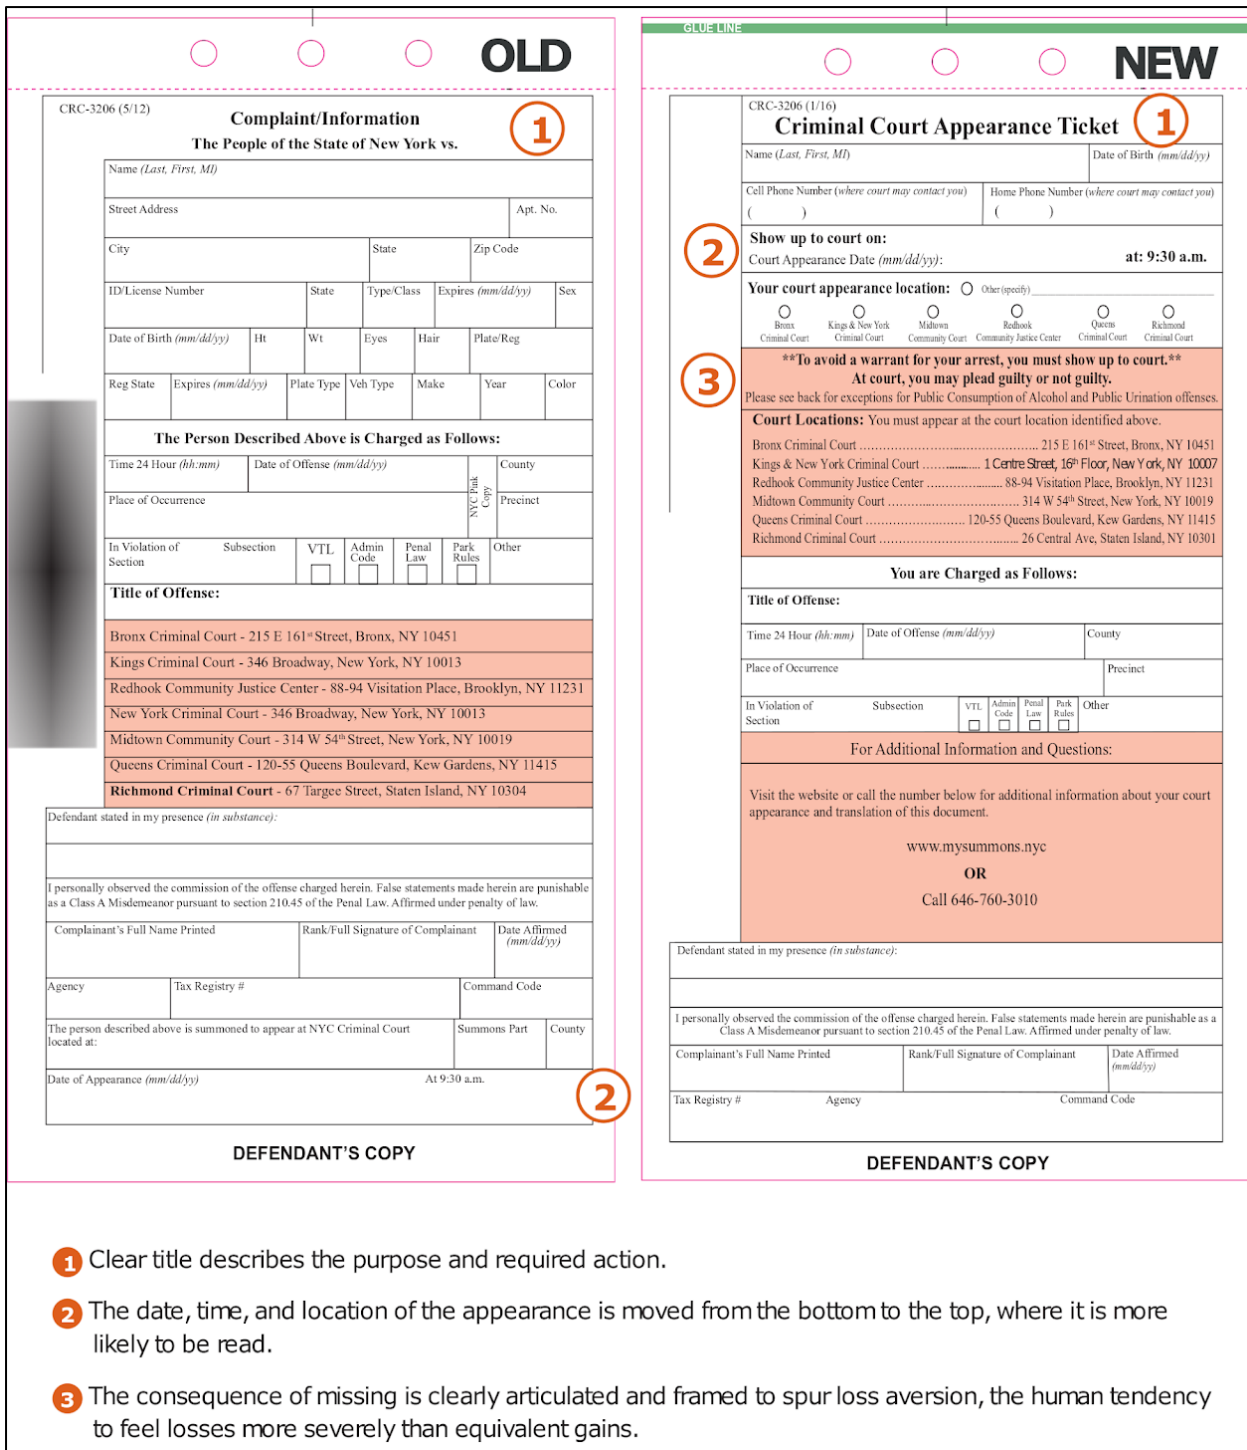 OLD
CRC-3206 (5/12)
Complaint/Information
1
The People of the State of New York vs.
Name (Last, First, MI)
Street Address Apt. No.
City State Zip Code
ID/License Number State Type/Class Expires (mm/dd/yy) Sex
Date of Birth (mm/dd/yy) Ht Wt Eyes Hair Plate/Reg
Reg State Expires (mm/dd/yy) Plate Type Veh Type Make Year Color
The Person Described Above is Charged as Follows:
Time 24 Hour (hh:mm) Date of Offense (mm/dd/yy) County
NYC Pink
Copy
Place of Occurrence Precinct
In Violation of Subsection VTL Admin Penal Park Other
Section Code Law Rules
Title of Offense:
Bronx Criminal Court - 215 E 161st Street, Bronx, NY 10451
Kings Criminal Court - 346 Broadway, New York, NY 10013
Redhook Community Justice Center - 88-94 Visitation Place, Brooklyn, NY 11231
New York Criminal Court - 346 Broadway, New York, NY 10013
Midtown Community Court - 314 W 54th Street, New York, NY 10019
Queens Criminal Court - 120-55 Queens Boulevard, Kew Gardens, NY 11415
Richmond Criminal Court - 67 Targee Street, Staten Island, NY 10304
Defendant stated in my presence (in substance):
I personally observed the commission of the offense charged herein. False statements made herein are punishable
as a Class A Misdemeanor pursuant to section 210.45 of the Penal Law. Affirmed under penalty of law.
Complainant's Full Name Printed Rank/Full Signature of Complainant Date Affirmed
(mm/dd/yy)
Agency Tax Registry # Command Code
The person described above is summoned to appear at NYC Criminal Court Summons Part County
located at:
Date of Appearance (mm/dd/yy) At 9:30 a.m.
2
DEFENDANT'S COPY
GLUE LINE
NEW
CRC-3206 (1/16)
Criminal Court Appearance Ticket
1
Name (Last, First, MI) Date of Birth (mm/dd/yy)
Cell Phone Number (where court may contact you) Home Phone Number (where court may contact you)
( ) ( )
2
Show up to court on:
Court Appearance Date (mm/dd/yy): at: 9:30 a.m.
Your court appearance location: Other (specify)
Bronx Kings & New York Midtown Redhook Queens Richmond
Criminal Court Criminal Court Community Court Community Justice Center Criminal Court Criminal Court
3
**To avoid a warrant for your arrest, you must show up to court.**
At court, you may plead guilty or not guilty.
Please see back for exceptions for Public Consumption of Alcohol and Public Urination offenses.
Court Locations: You must appear at the court location identified above.
Bronx Criminal Court ........ 215 E 161st Street, Bronx, NY 10451
Kings & New York Criminal Court ........ 1 Centre Street, 16th Floor, New York, NY 10007
Redhook Community Justice Center ........ 88-94 Visitation Place, Brooklyn, NY 11231
Midtown Community Court ........ 314 W 54th Street, New York, NY 10019
Queens Criminal Court ........ 120-55 Queens Boulevard, Kew Gardens, NY 11415
Richmond Criminal Court ........ 26 Central Ave, Staten Island, NY 10301
You are Charged as Follows:
Title of Offense:
Time 24 Hour (hh:mm) Date of Offense (mm/dd/yy) County
Place of Occurrence Precinct
In Violation of Subsection VTL Admin Penal Park Other
Section Code Law Rules
For Additional Information and Questions:
Visit the website or call the number below for additional information about your court
appearance and translation of this document.
www.mysummons.nyc
OR
Call 646-760-3010
Defendant stated in my presence (in substance):
I personally observed the commission of the offense charged herein. False statements made herein are punishable as a
Class A Misdemeanor pursuant to section 210.45 of the Penal Law. Affirmed under penalty of law.
Complainant's Full Name Printed Rank/Full Signature of Complainant Date Affirmed
(mm/dd/yy)
Tax Registry # Agency Command Code
DEFENDANT'S COPY
1 Clear title describes the purpose and required action.
2 The date, time, and location of the appearance is moved from the bottom to the top, where it is more
likely to be read.
3 The consequence of missing is clearly articulated and framed to spur loss aversion, the human tendency
to feel losses more severely than equivalent gains.